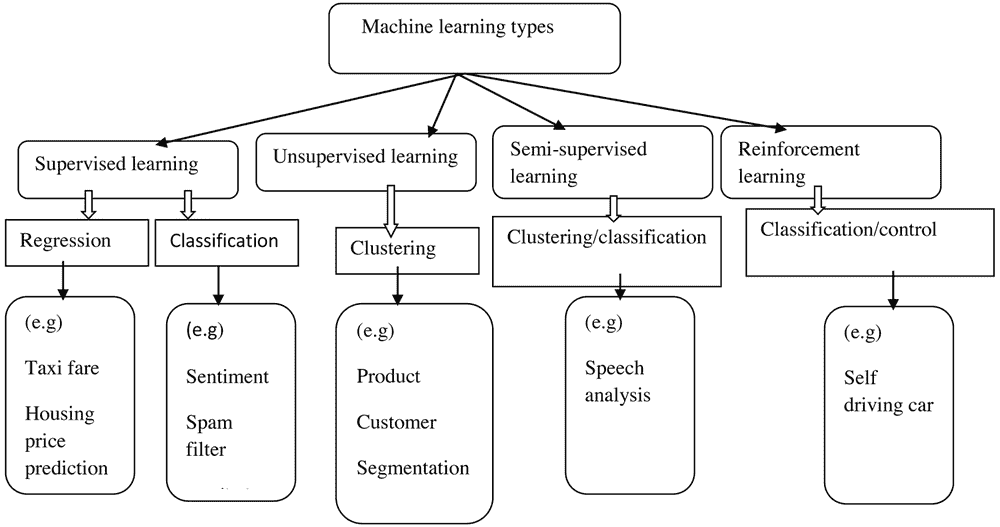 Machine learning types
Supervised learning
Unsupervised learning
Semi-supervised
learning
Reinforcement
learning
Regression
Classification
Clustering
Clustering/classification
Classification/control
(e.g)
Taxi fare
Housing
price
prediction
(e.g)
Sentiment
Spam
filter
(e.g)
Product
Customer
Segmentation
(e.g)
Speech
analysis
(e.g)
Self
driving car